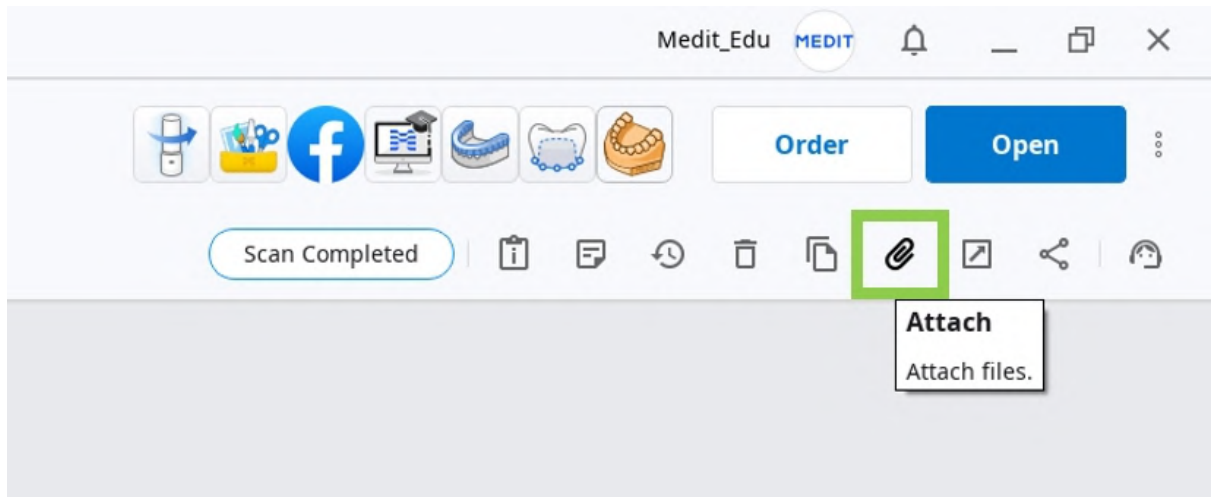 Medit_Edu MEDIT
Order Open
Scan Completed
Attach
Attach files.